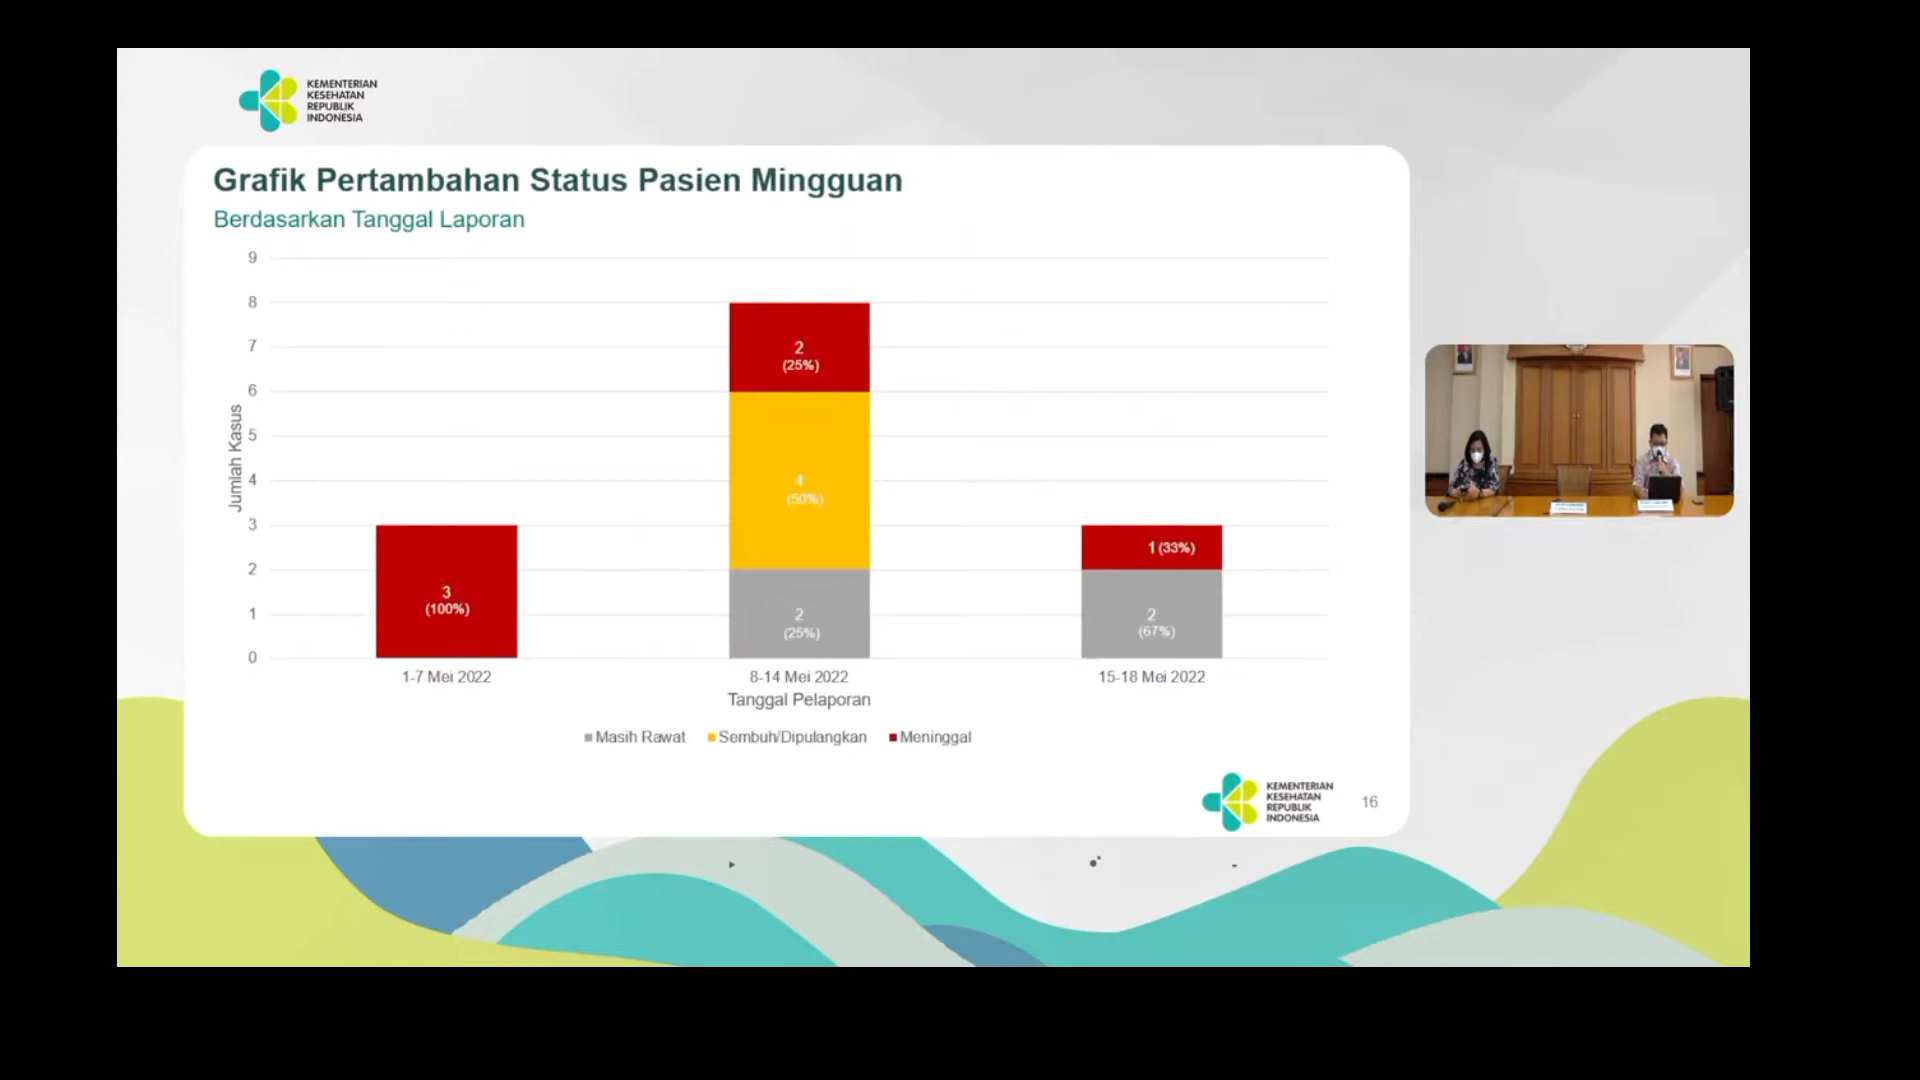 KEMENTERIAN
KESEHATAN
REPUBLIK
INDONESIA
Grafik Pertambahan Status Pasien Mingguan
Berdasarkan Tanggal Laporan
Jumlah Kasus
9
8
7
6
5
4
3
2
1
0
3
(100%)
2
(25%)
4
(50%)
2
(25%)
1 (33%)
2
(67%)
1-7 Mei 2022
8-14 Mei 2022
15-18 Mei 2022
Tanggal Pelaporan
Masih Rawat
Sembuh/Dipulangkan
Meninggal
KEMENTERIAN
KESEHATAN
REPUBLIK
INDONESIA
16